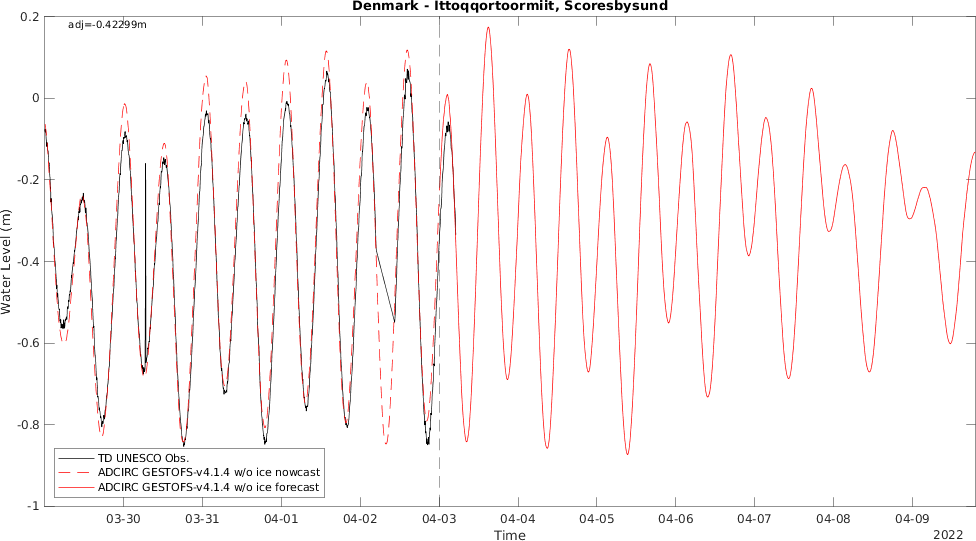 Denmark - Ittoqqortoormiit, Scoresbysund
adj=-0.42299m
0.2
0
-0.2
-0.4
-0.6
-0.8
-1
Water Level (m)
TD UNESCO Obs.
ADCIRC GESTOFS-v4.1.4 w/o ice nowcast
ADCIRC GESTOFS-v4.1.4 w/o ice forecast
03-30 03-31 04-01 04-02 04-03 04-04 04-05 04-06 04-07 04-08 04-09
Time
2022